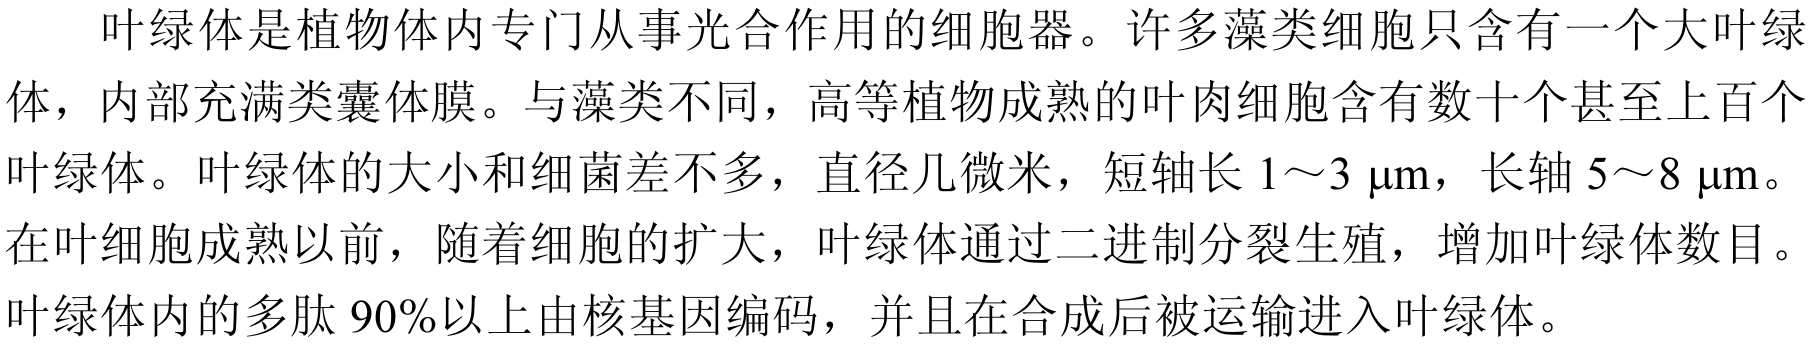 叶绿体是植物体内专门从事光合作用的细胞器。许多藻类细胞只含有一个大叶绿
体，内部充满类囊体膜。与藻类不同，高等植物成熟的叶肉细胞含有数十个甚至上百个
叶绿体。叶绿体的大小和细菌差不多，直径几微米，短轴长 1～3 μm，长轴 5～8 μm。
在叶细胞成熟以前，随着细胞的扩大，叶绿体通过二进制分裂生殖，增加叶绿体数目。
叶绿体内的多肽 90%以上由核基因编码，并且在合成后被运输进入叶绿体。